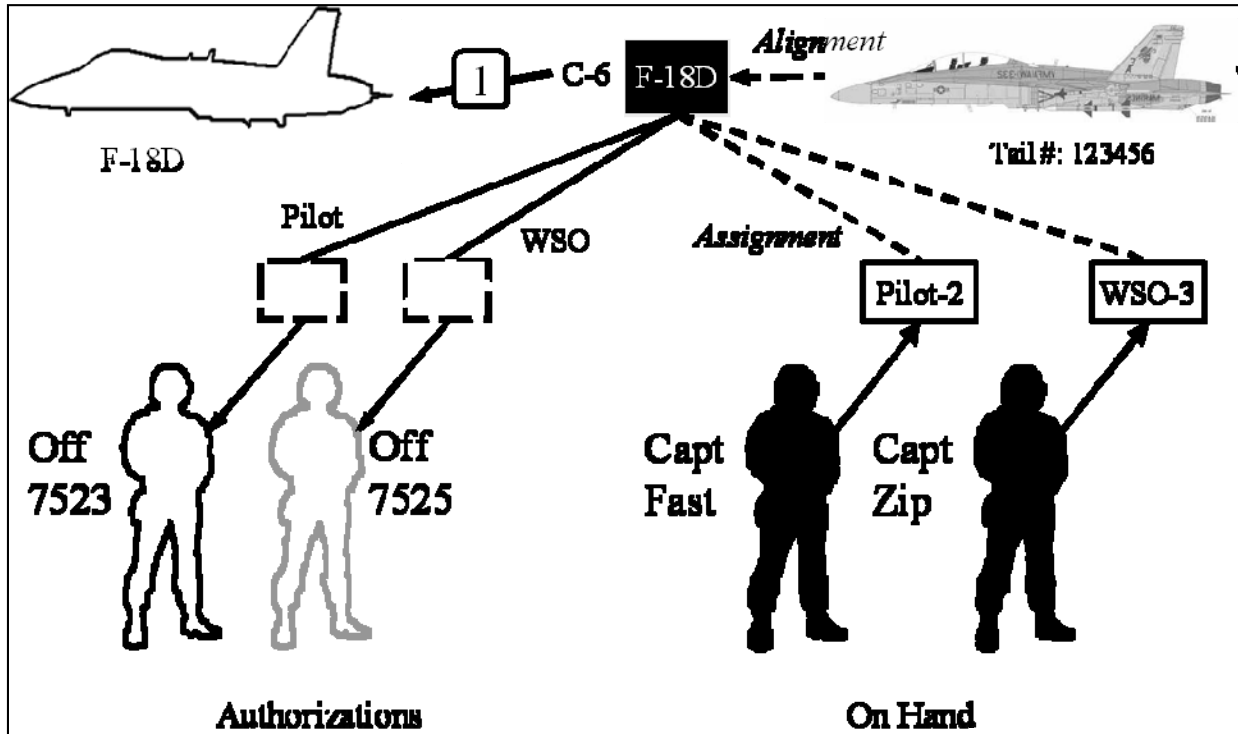 Alignment
1
C-6
F-18D
F-18D
Tail #: 123456
Pilot
WSO
Assignment
Pilot-2
WSO-3
Off
7523
Off
7525
Capt
Fast
Capt
Zip
Authorizations
On Hand